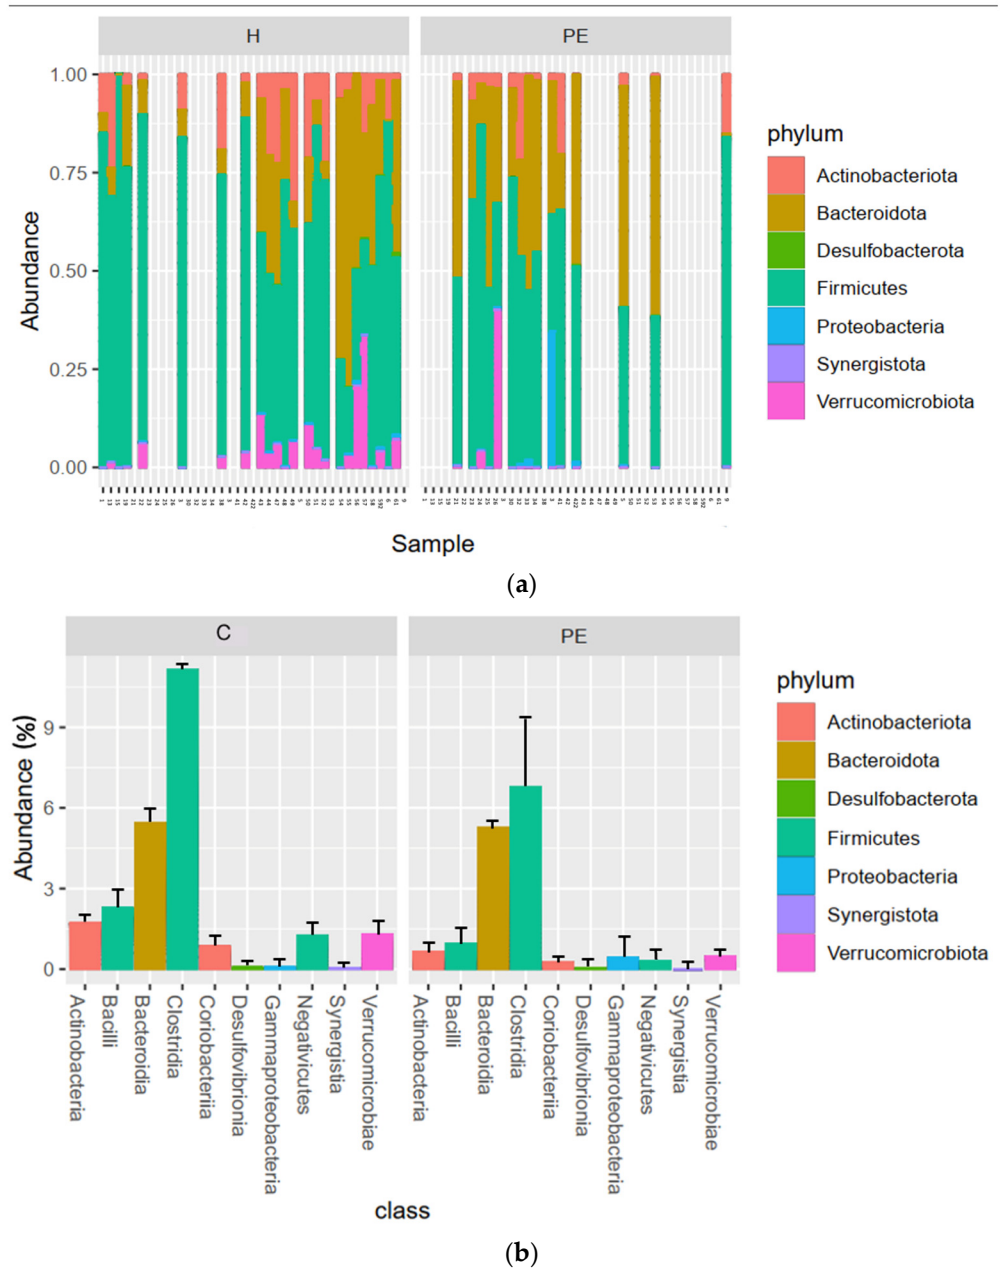 H PE
1.00
0.75
0.50
0.25
0.00
Abundance
Sample
phylum
Actinobacteriota
Bacteroidota
Desulfobacterota
Firmicutes
Proteobacteria
Synergistota
Verrucomicrobiota
(a)
C PE
9
6
3
0
Abundance (%)
Actinobacteria
Bacilli
Bacteroidia
Clostridia
Coriobacteriia
Desulfovibrionia
Gammaproteobacteria
Negativicutes
Synergistia
Verrucomicrobiae
Actinobacteria
Bacilli
Bacteroidia
Clostridia
Coriobacteriia
Desulfovibrionia
Gammaproteobacteria
Negativicutes
Synergistia
Verrucomicrobiae
class
phylum
Actinobacteriota
Bacteroidota
Desulfobacterota
Firmicutes
Proteobacteria
Synergistota
Verrucomicrobiota
(b)